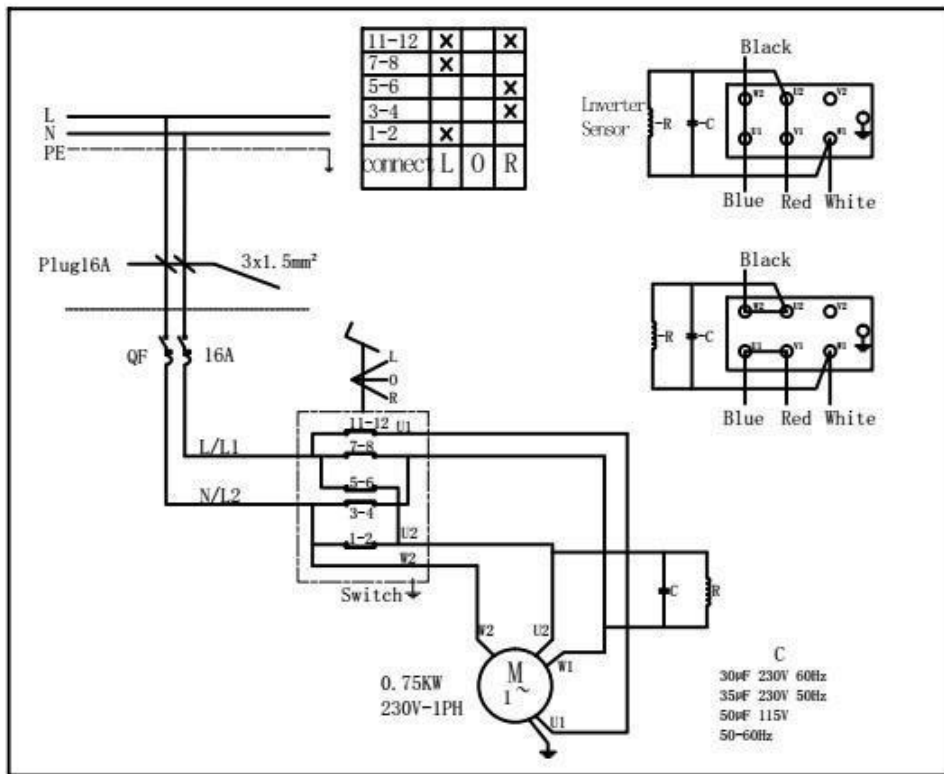 11-12 X X
7-8 X
5-6 X
3-4 X
1-2 X
connect L O R
L
N
PE
Plug16A
3x1.5mm²
QF
16A
L
O
R
L/L1
N/L2
11-12
U1
7-8
5-6
3-4
1-2
U2
W2
Switch
W2
U2
W1
U1
M
1~
0.75KW
230V-1PH
C
R
C
30μF 230V 60Hz
35μF 230V 50Hz
50μF 115V
50-60Hz
Black
Inverter
Sensor
-R
-C
W2
U2
V2
U1
V1
W1
Blue
Red
White
Black
-R
-C
W2
U2
V2
U1
V1
W1
Blue
Red
White